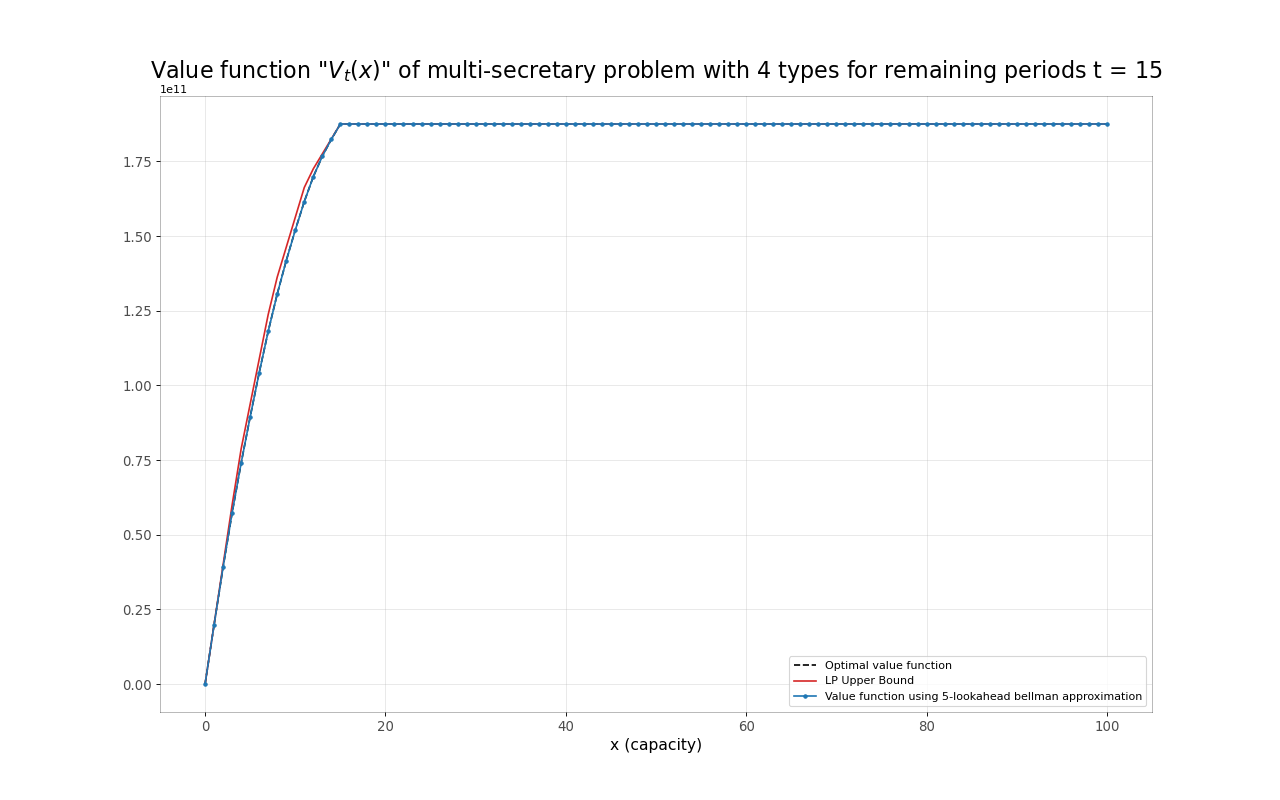 Value function "V_t(x)" of multi-secretary problem with 4 types for remaining periods t = 15
1e11
1.75
1.50
1.25
1.00
0.75
0.50
0.25
0.00
Optimal value function
LP Upper Bound
Value function using 5-lookahead bellman approximation
0 20 40 60 80 100
x (capacity)